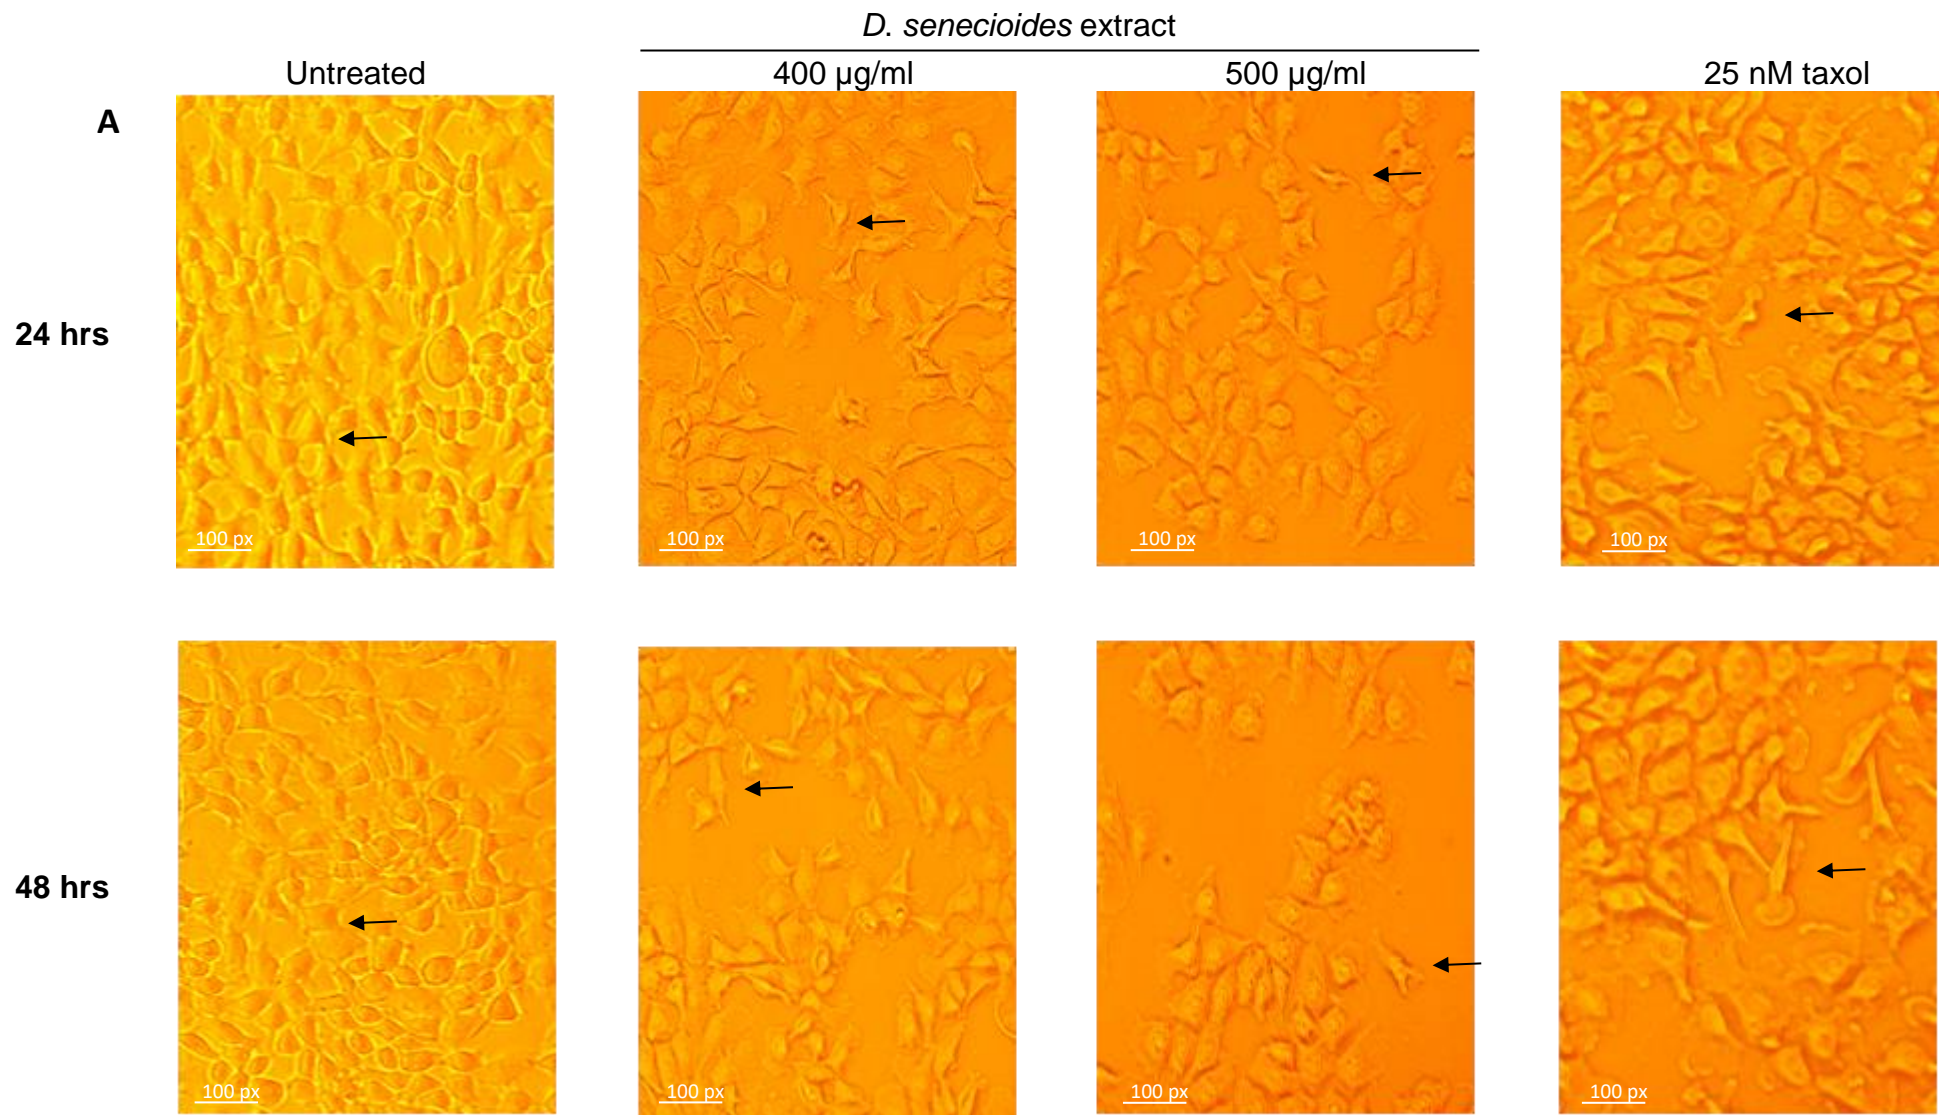 D. senecioides extract
Untreated
400 µg/ml
500 µg/ml
25 nM taxol
A
24 hrs
100 px
100 px
100 px
100 px
48 hrs
100 px
100 px
100 px
100 px